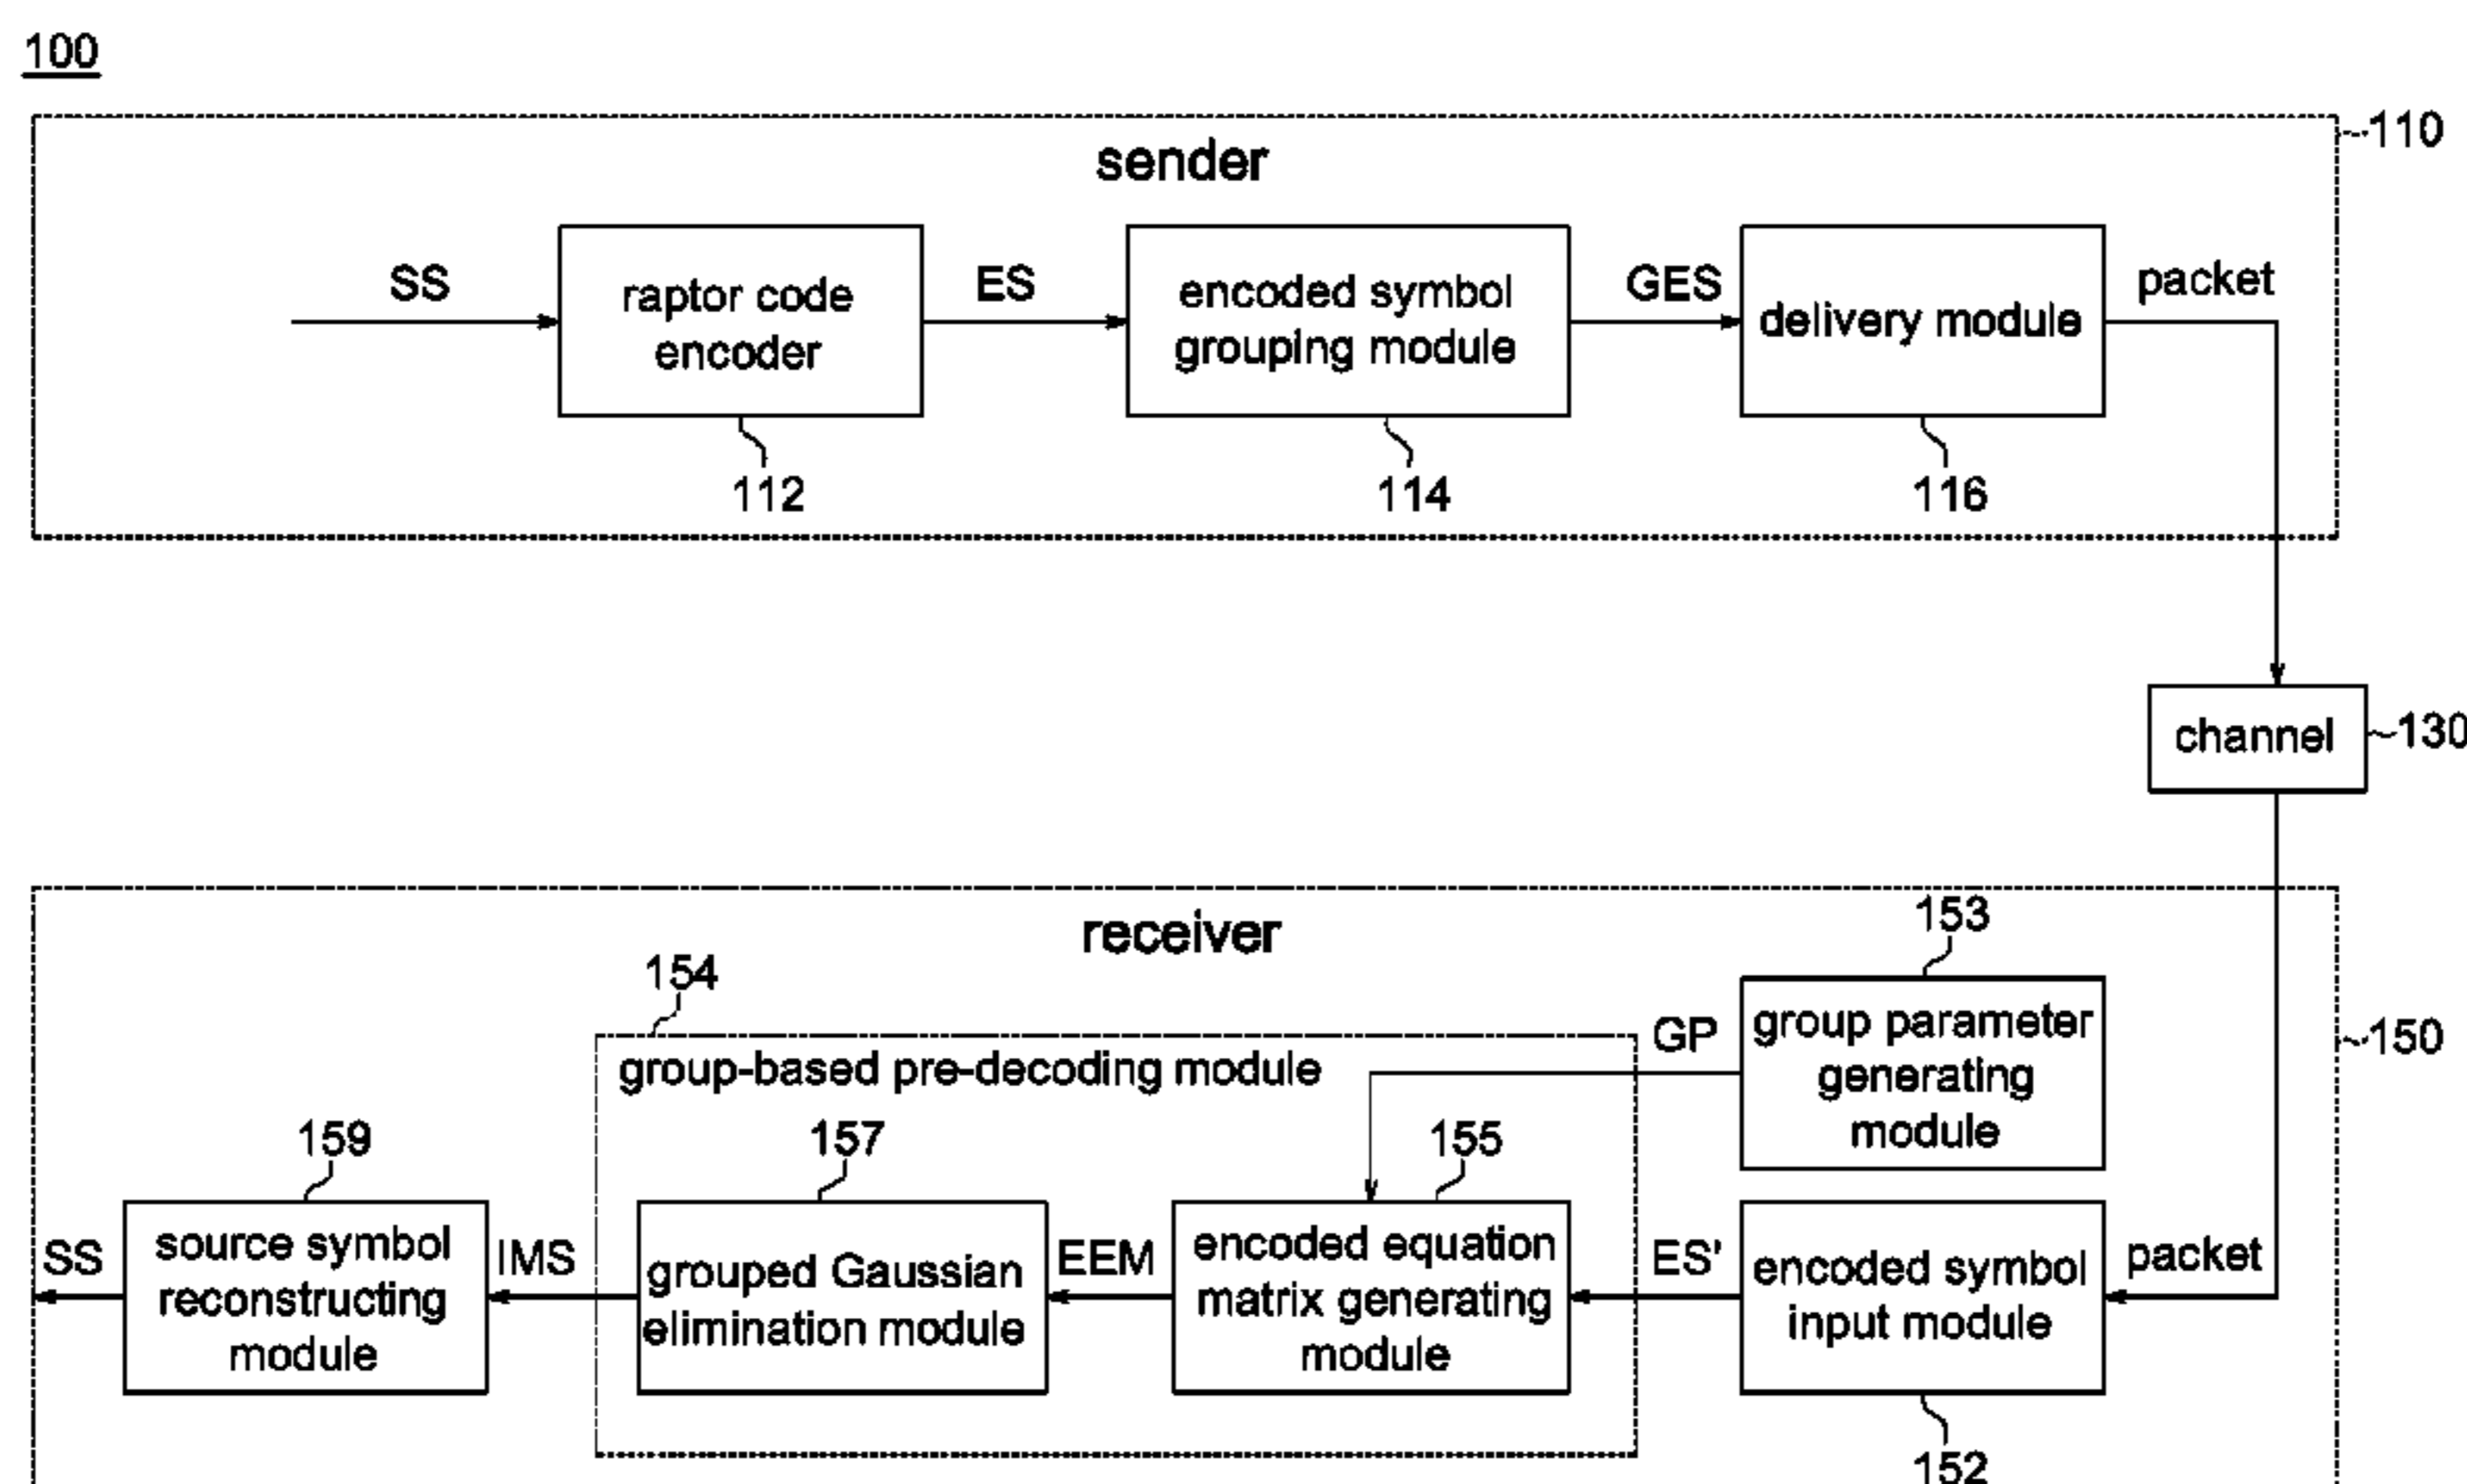 100
110
sender
SS
raptor code
encoder
ES
encoded symbol
grouping module
GES
delivery module
packet
112
114
116
channel
130
receiver
153
154
group parameter
generating
module
GP
150
group-based pre-decoding module
159
157
155
SS
source symbol
reconstructing
module
IMS
grouped Gaussian
elimination module
EEM
encoded equation
matrix generating
module
ES'
encoded symbol
input module
packet
152